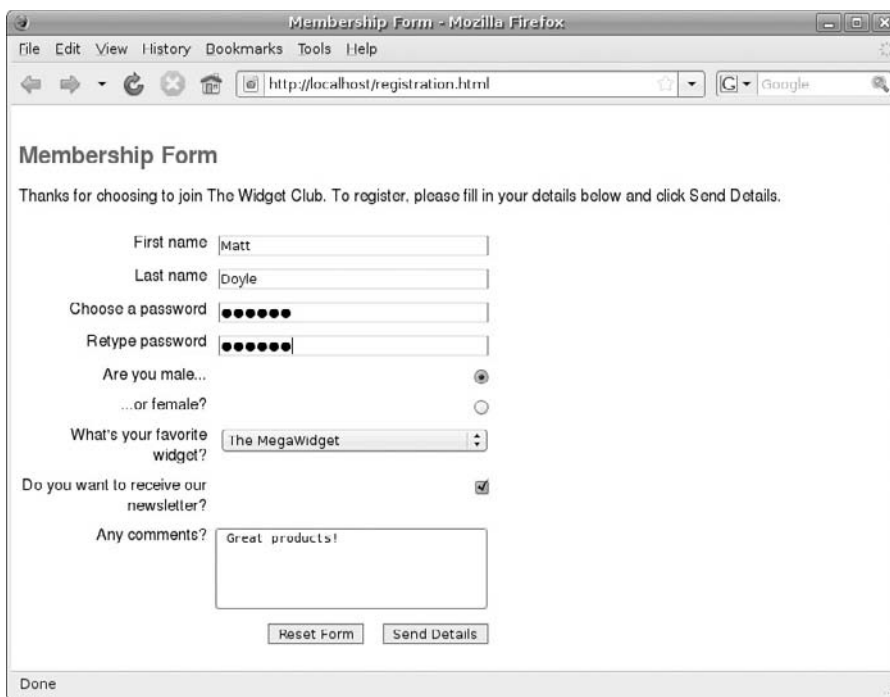 Membership Form - Mozilla Firefox
File Edit View History Bookmarks Tools Help
http://localhost/registration.html
G Google
Membership Form
Thanks for choosing to join The Widget Club. To register, please fill in your details below and click Send Details.
First name Matt
Last name Doyle
Choose a password ●●●●●●
Retype password ●●●●●●
Are you male...
...or female?
What's your favorite The MegaWidget
widget?
Do you want to receive our
newsletter?
Any comments? Great products!
Reset Form Send Details
Done